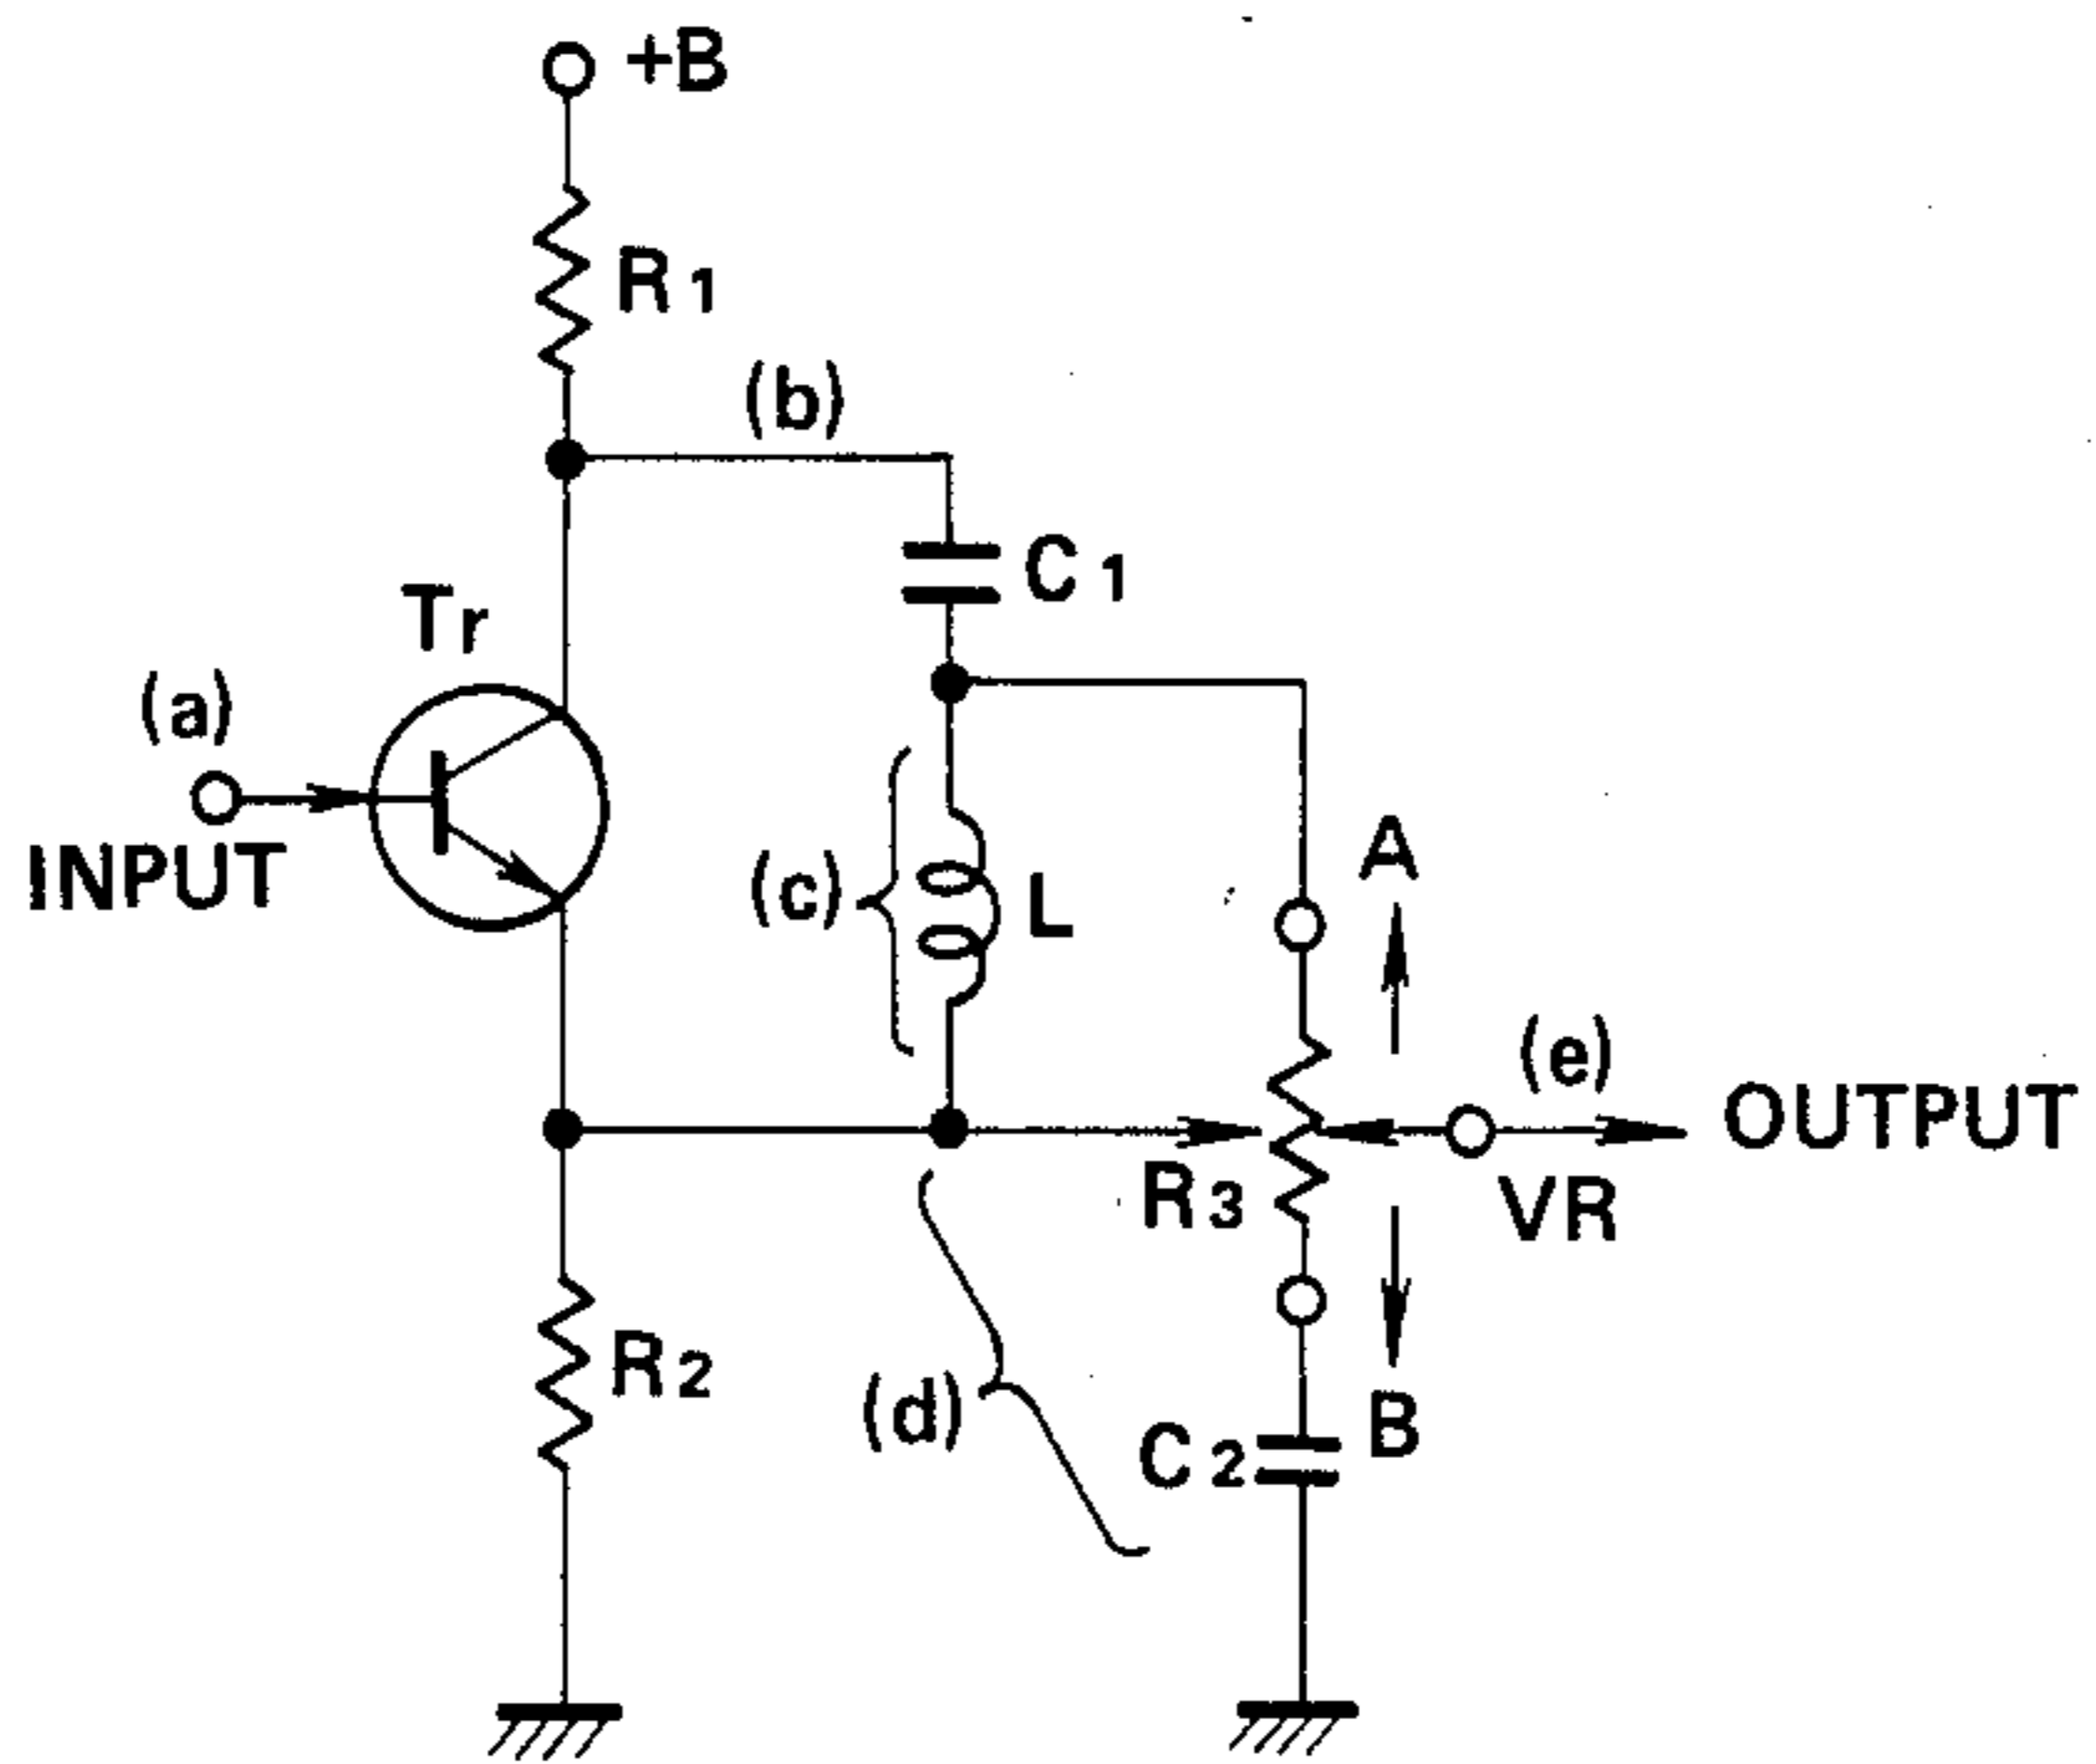 +B
R1
(b)
C1
Tr
(a)
INPUT
(c)
L
A
(e)
OUTPUT
R3
VR
R2
(d)
C2
B